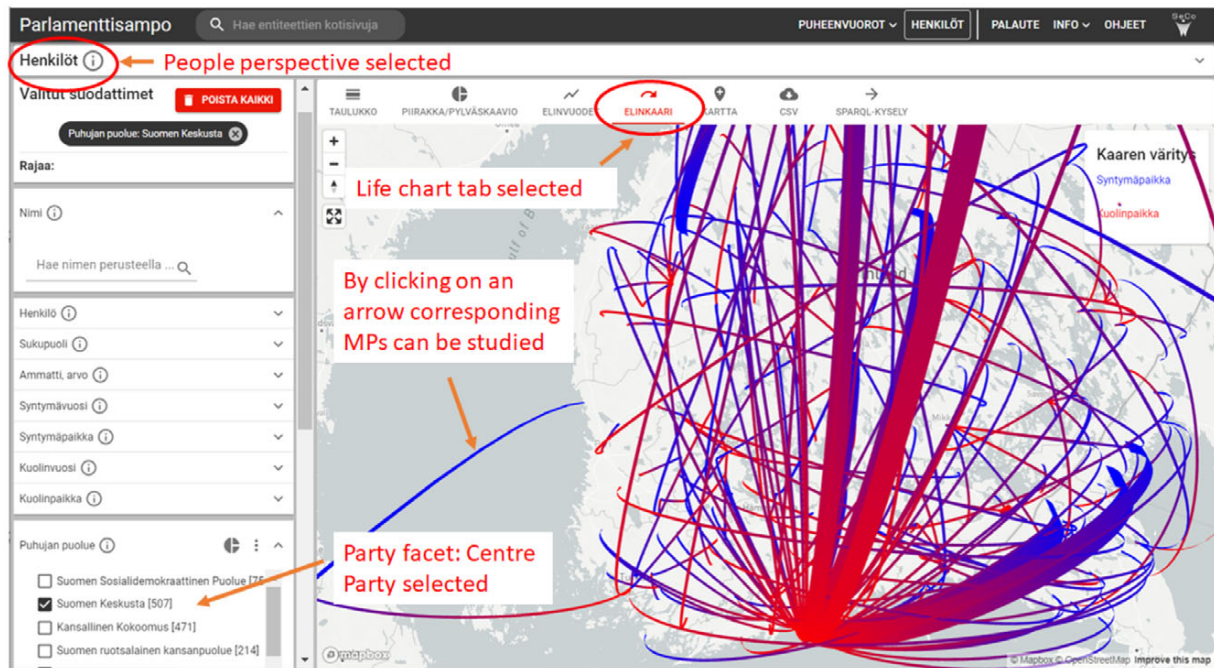 Parlamenttisampo
Hae entiteettien kotisivuja
PUHEENVUOROT
HENKILÖT
PALAUTE
INFO
OHJEET
SeCo
Henkilöt
People perspective selected
Valitut suodattimet
POISTA KAIKKI
Puhujan puolue: Suomen Keskusta
Rajaa:
Nimi
Hae nimen perusteella ...
Henkilö
Sukupuoli
Ammatti, arvo
Syntymävuosi
Syntymäpaikka
Kuolinvuosi
Kuolinpaikka
Puhujan puolue
Suomen Sosialidemokraattinen Puolue
Suomen Keskusta [507]
Kansallinen Kokoomus [471]
Suomen ruotsalainen kansanpuolue [214]
TAULUKKO
PIIRAKKA/PYLVÄSKAAVIO
ELINVUODE
ELINKAARI
KARTTA
CSV
SPARQL-KYSELY
Life chart tab selected
Kaaren väritys
Syntymäpaikka
Kuolinpaikka
By clicking on an
arrow corresponding
MPs can be studied
Party facet: Centre
Party selected
mapbox
© Mapbox © OpenStreetMap Improve this map